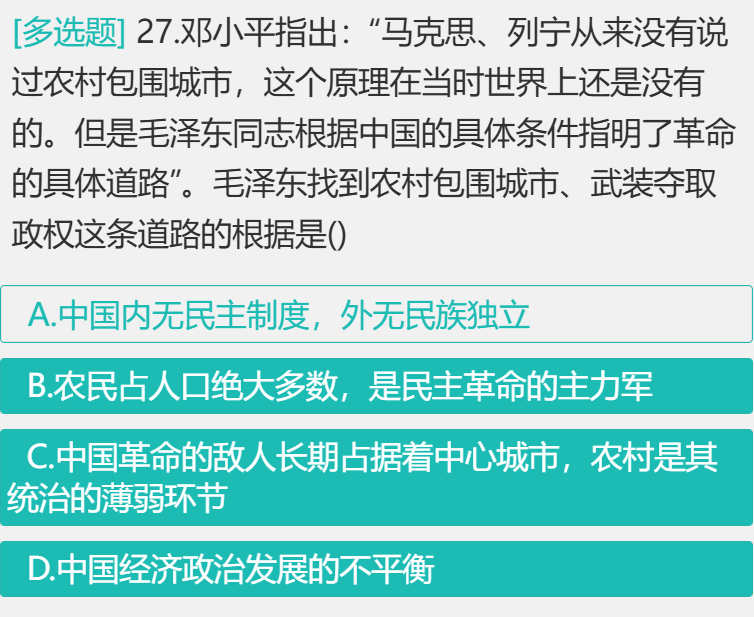 [多选题] 27.邓小平指出：“马克思、列宁从来没有说
过农村包围城市，这个原理在当时世界上还是没有
的。但是毛泽东同志根据中国的具体条件指明了革命
的具体道路”。毛泽东找到农村包围城市、武装夺取
政权这条道路的根据是()
A.中国内无民主制度，外无民族独立
B.农民占人口绝大多数，是民主革命的主力军
C.中国革命的敌人长期占据着中心城市，农村是其
统治的薄弱环节
D.中国经济政治发展的不平衡